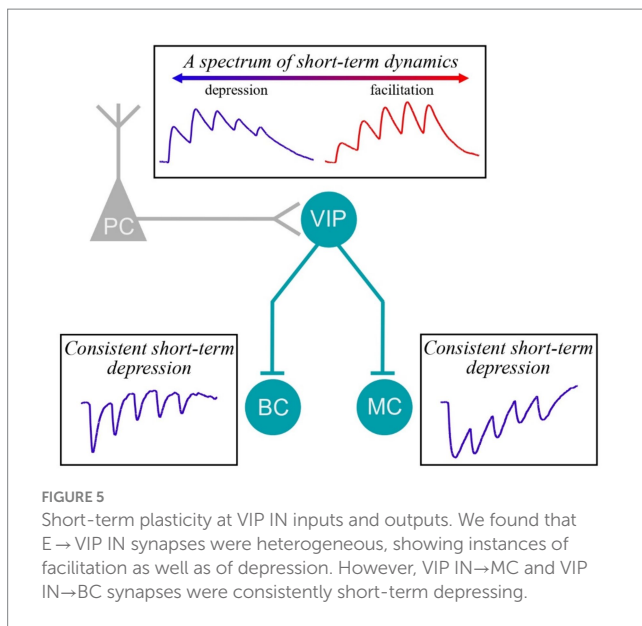 A spectrum of short-term dynamics
depression facilitation
PC
VIP
Consistent short-term
depression
Consistent short-term
depression
BC
MC
FIGURE 5
Short-term plasticity at VIP IN inputs and outputs. We found that
E→VIP IN synapses were heterogeneous, showing instances of
facilitation as well as of depression. However, VIP IN→MC and VIP
IN→BC synapses were consistently short-term depressing.